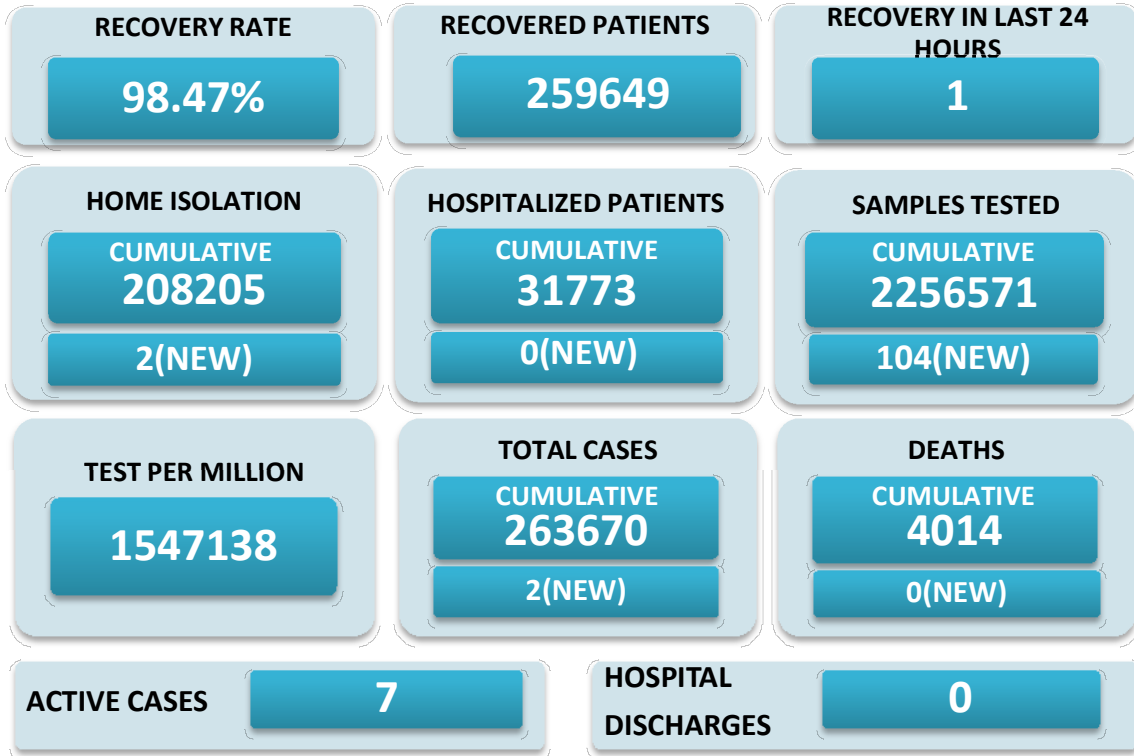 RECOVERY RATE
98.47%
RECOVERED PATIENTS
259649
RECOVERY IN LAST 24
HOURS
1
HOME ISOLATION
CUMULATIVE
208205
2(NEW)
HOSPITALIZED PATIENTS
CUMULATIVE
31773
0(NEW)
SAMPLES TESTED
CUMULATIVE
2256571
104(NEW)
TEST PER MILLION
1547138
TOTAL CASES
CUMULATIVE
263670
2(NEW)
DEATHS
CUMULATIVE
4014
0(NEW)
ACTIVE CASES
7
HOSPITAL
DISCHARGES
0